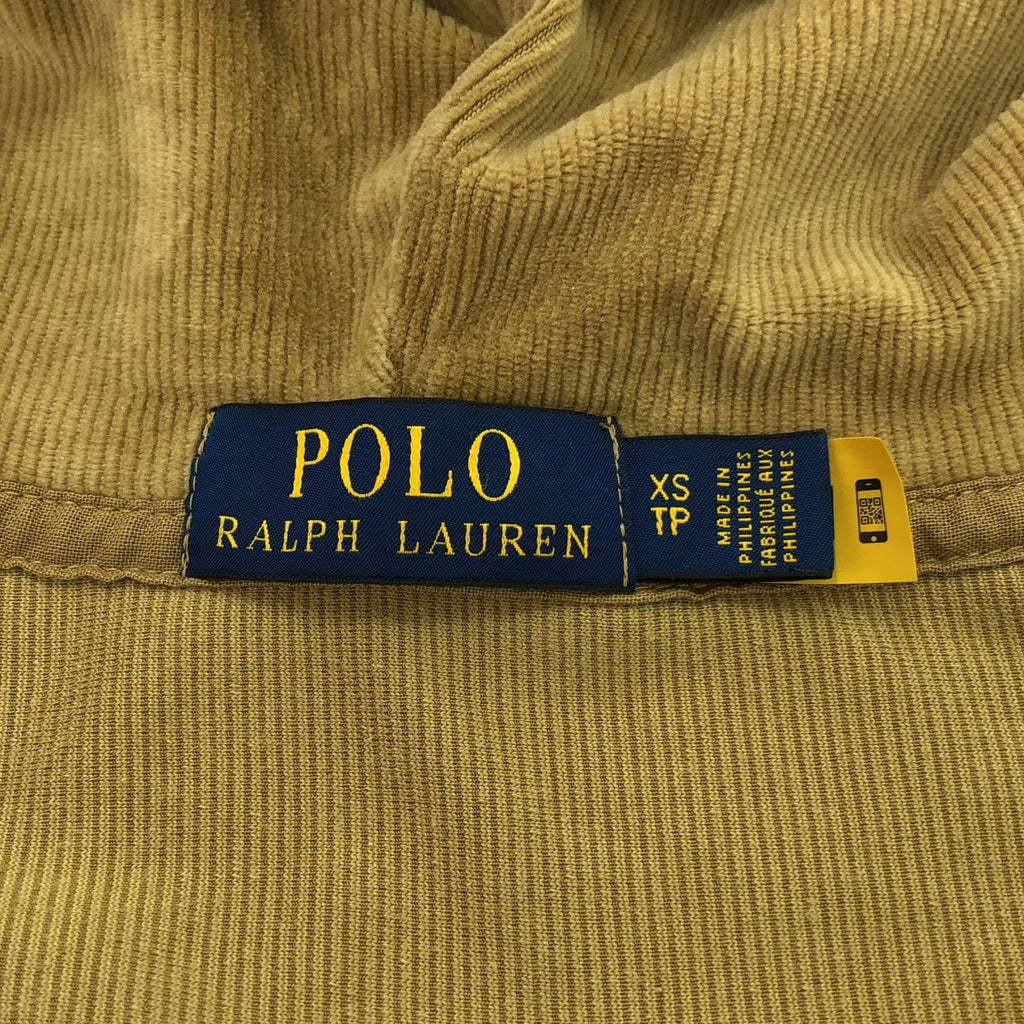 POLO
RALPH LAUREN
XS
TP
MADE IN
PHILIPPINES
FABRIQUÉ AUX
PHILIPPINES